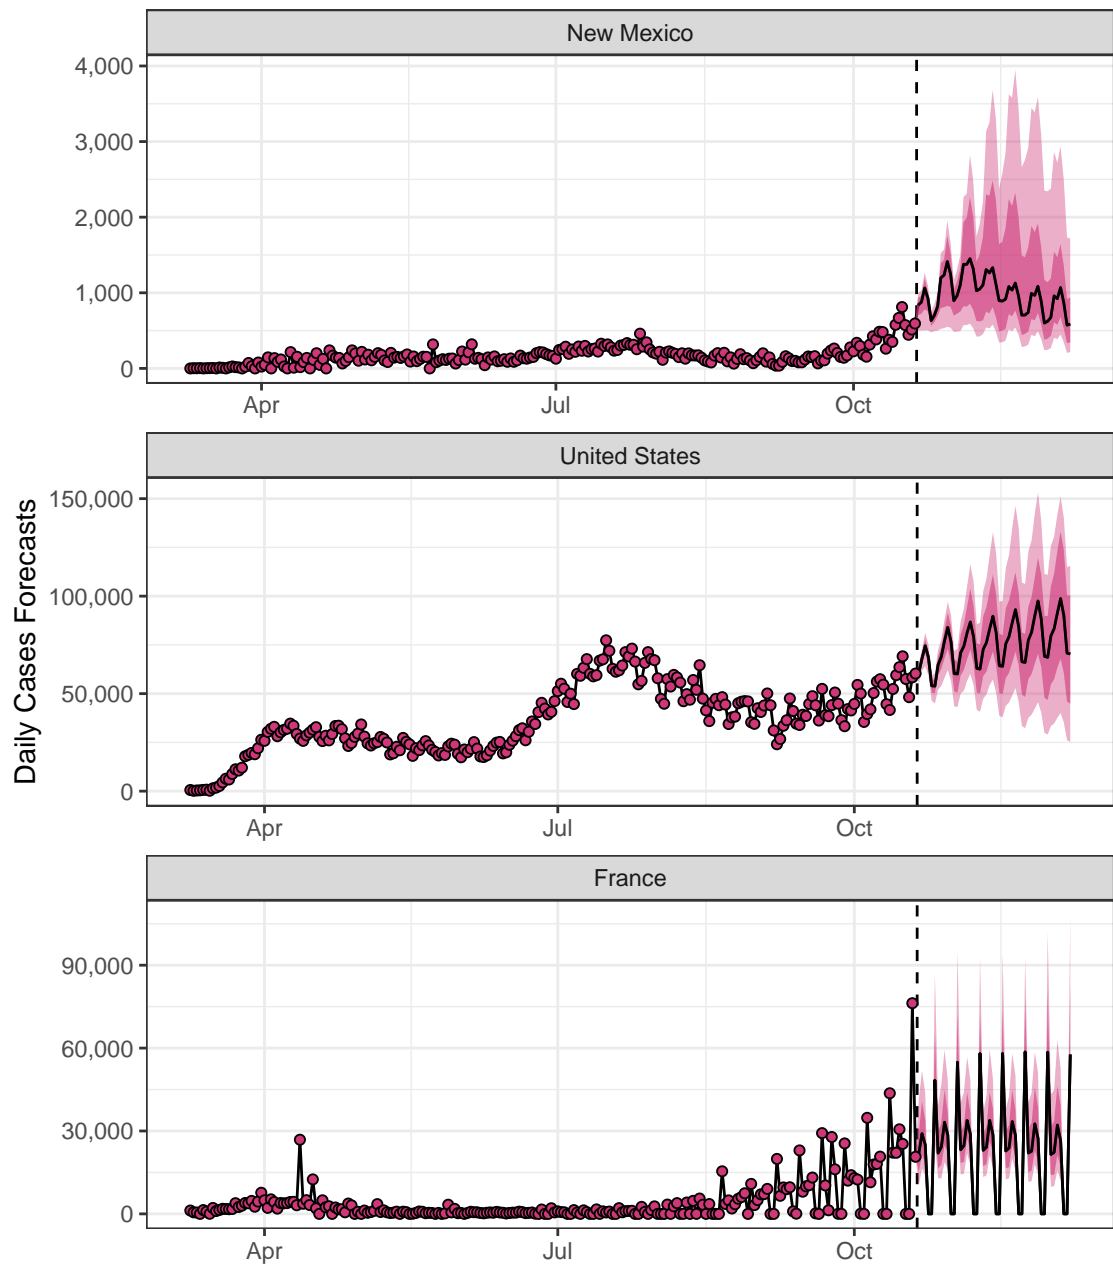 New Mexico
4,000
3,000
2,000
1,000
0
Apr Jul Oct
United States
Daily Cases Forecasts
150,000
100,000
50,000
0
Apr Jul Oct
France
90,000
60,000
30,000
0
Apr Jul Oct